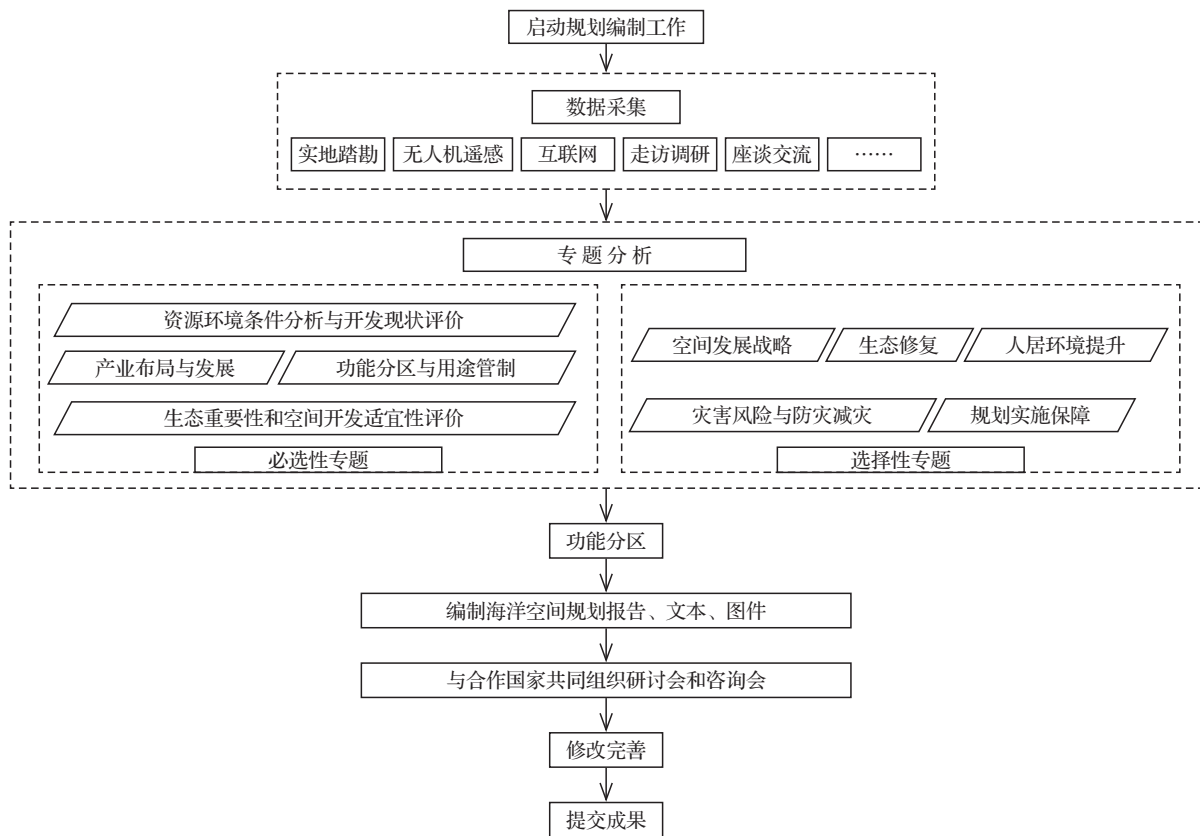 启动规划编制工作
数据采集
实地踏勘 无人机遥感 互联网 走访调研 座谈交流 ……
专题分析
资源环境条件分析与开发现状评价
产业布局与发展 功能分区与用途管制
生态重要性和空间开发适宜性评价
必选性专题
空间发展战略 生态修复 人居环境提升
灾害风险与防灾减灾 规划实施保障
选择性专题
功能分区
编制海洋空间规划报告、文本、图件
与合作国家共同组织研讨会和咨询会
修改完善
提交成果